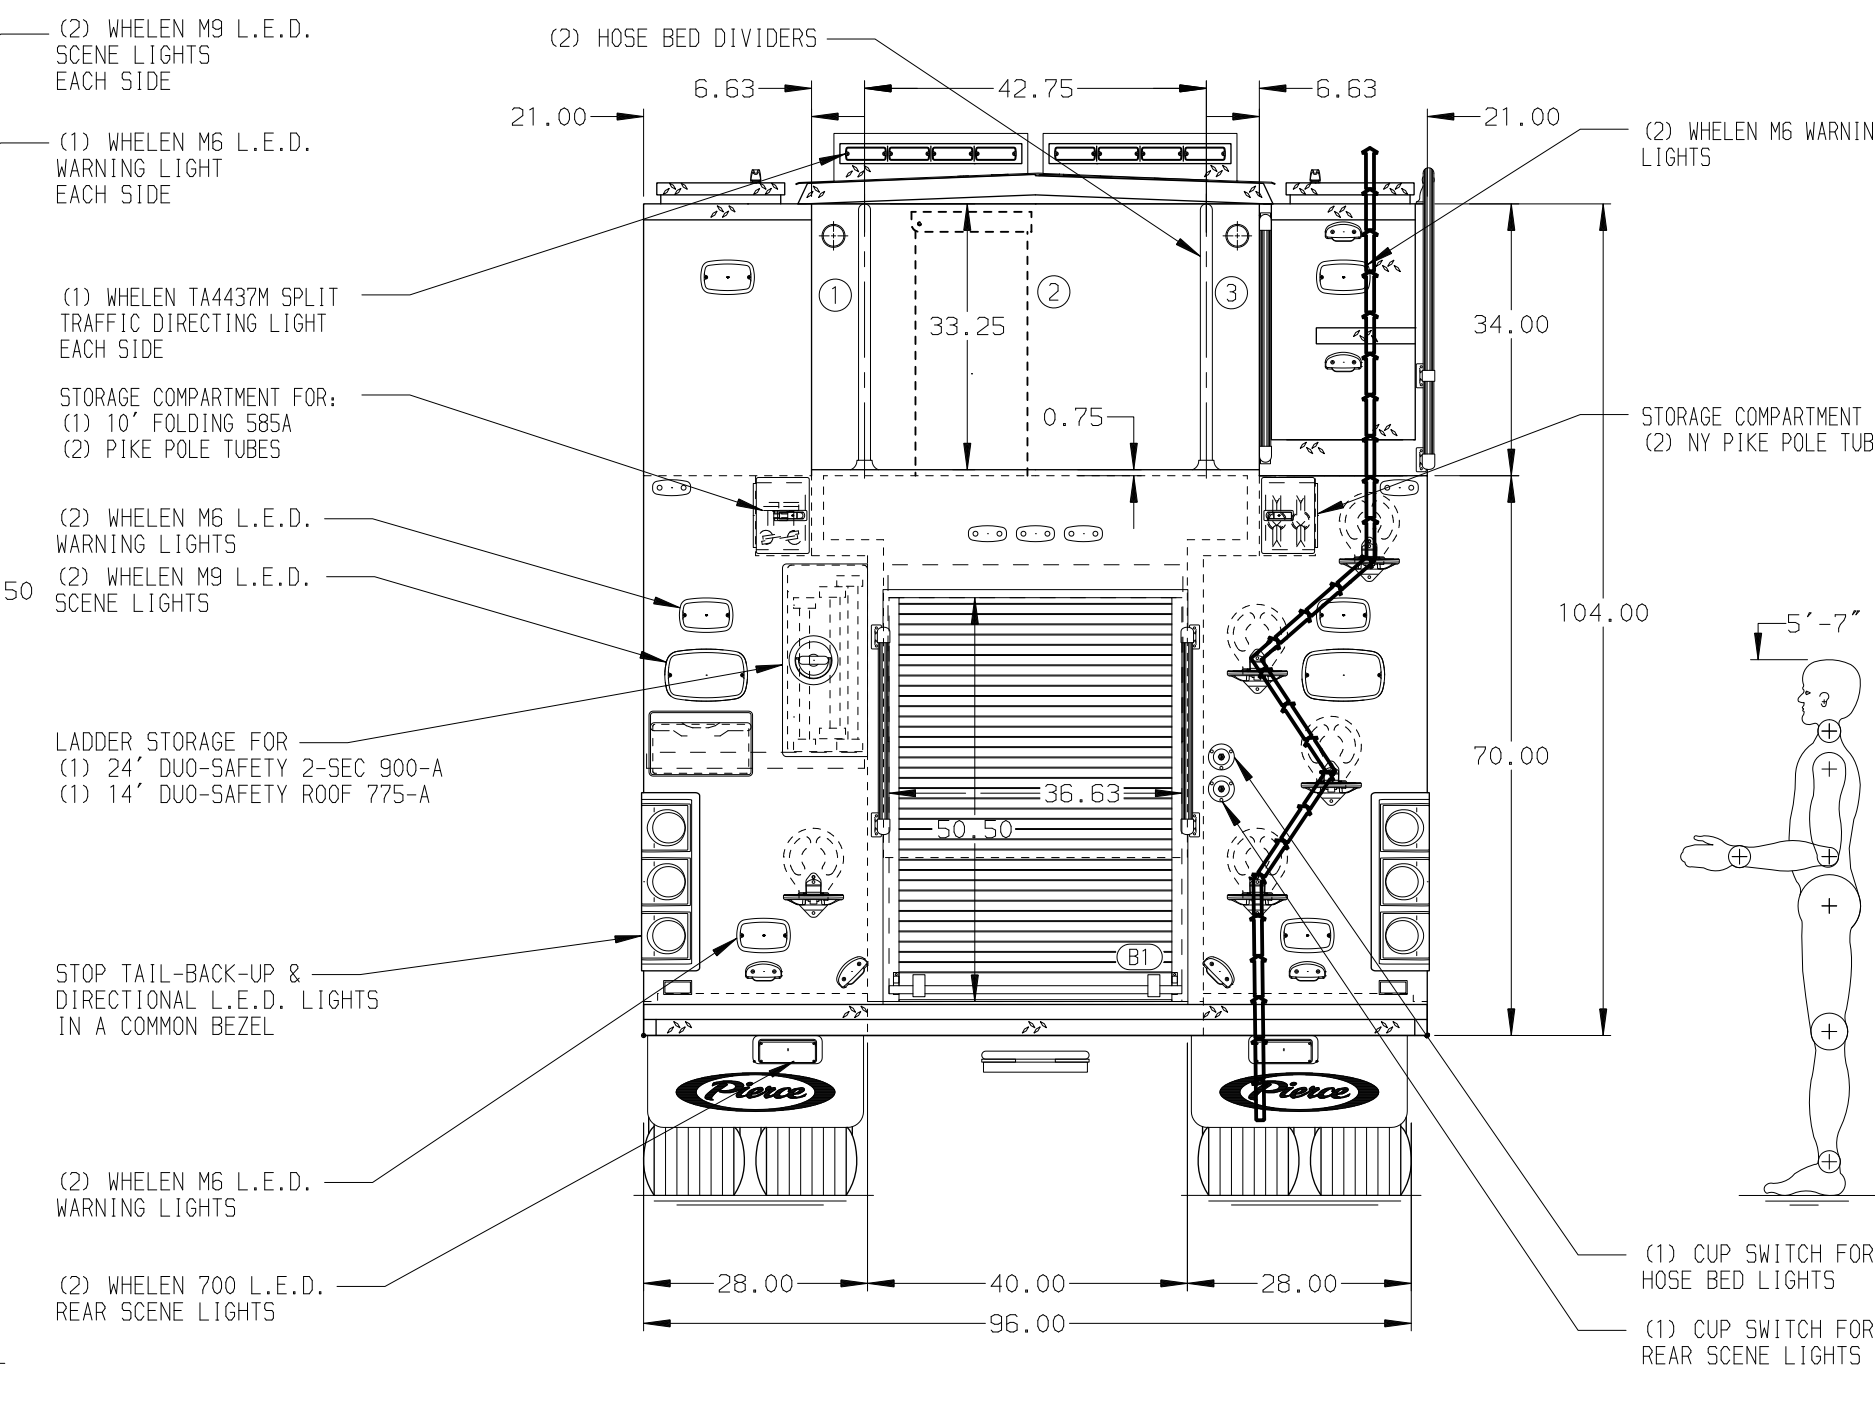 (2) WHELEN M9 L.E.D.
SCENE LIGHTS
EACH SIDE
(1) WHELEN M6 L.E.D.
WARNING LIGHT
EACH SIDE
(2) HOSE BED DIVIDERS
6.63
42.75
6.63
21.00
21.00
(2) WHELEN M6 WARNIN
LIGHTS
(1) WHELEN TA4437M SPLIT
TRAFFIC DIRECTING LIGHT
EACH SIDE
1
2
3
33.25
34.00
STORAGE COMPARTMENT FOR:
(1) 10' FOLDING 585A
(2) PIKE POLE TUBES
0.75
STORAGE COMPARTMENT
(2) NY PIKE POLE TUB
(2) WHELEN M6 L.E.D.
WARNING LIGHTS
50
(2) WHELEN M9 L.E.D.
SCENE LIGHTS
104.00
5'-7"
LADDER STORAGE FOR
(1) 24' DUO-SAFETY 2-SEC 900-A
(1) 14' DUO-SAFETY ROOF 775-A
70.00
36.63
50.50
B1
STOP TAIL-BACK-UP &
DIRECTIONAL L.E.D. LIGHTS
IN A COMMON BEZEL
Pierce
Pierce
(2) WHELEN M6 L.E.D.
WARNING LIGHTS
(2) WHELEN 700 L.E.D.
REAR SCENE LIGHTS
28.00
40.00
28.00
96.00
(1) CUP SWITCH FOR
HOSE BED LIGHTS
(1) CUP SWITCH FOR
REAR SCENE LIGHTS